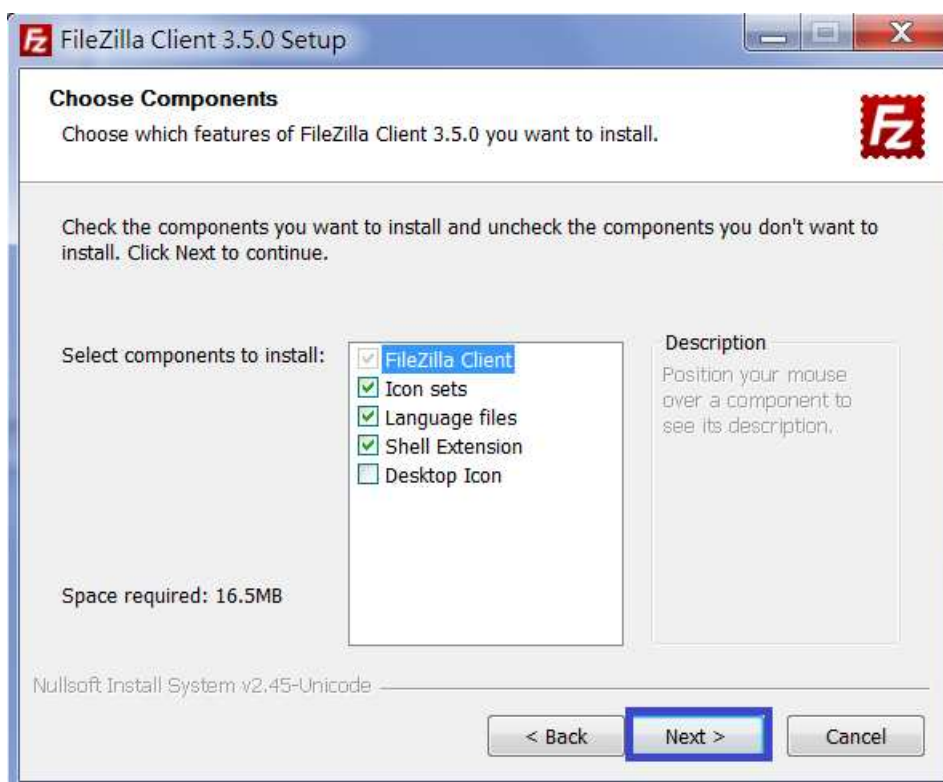 FileZilla Client 3.5.0 Setup
Choose Components
Choose which features of FileZilla Client 3.5.0 you want to install.
Check the components you want to install and uncheck the components you don't want to
install. Click Next to continue.
Select components to install:
FileZilla Client
Icon sets
Language files
Shell Extension
Desktop Icon
Description
Position your mouse
over a component to
see its description.
Space required: 16.5MB
Nullsoft Install System v2.45-Unicode
< Back
Next >
Cancel